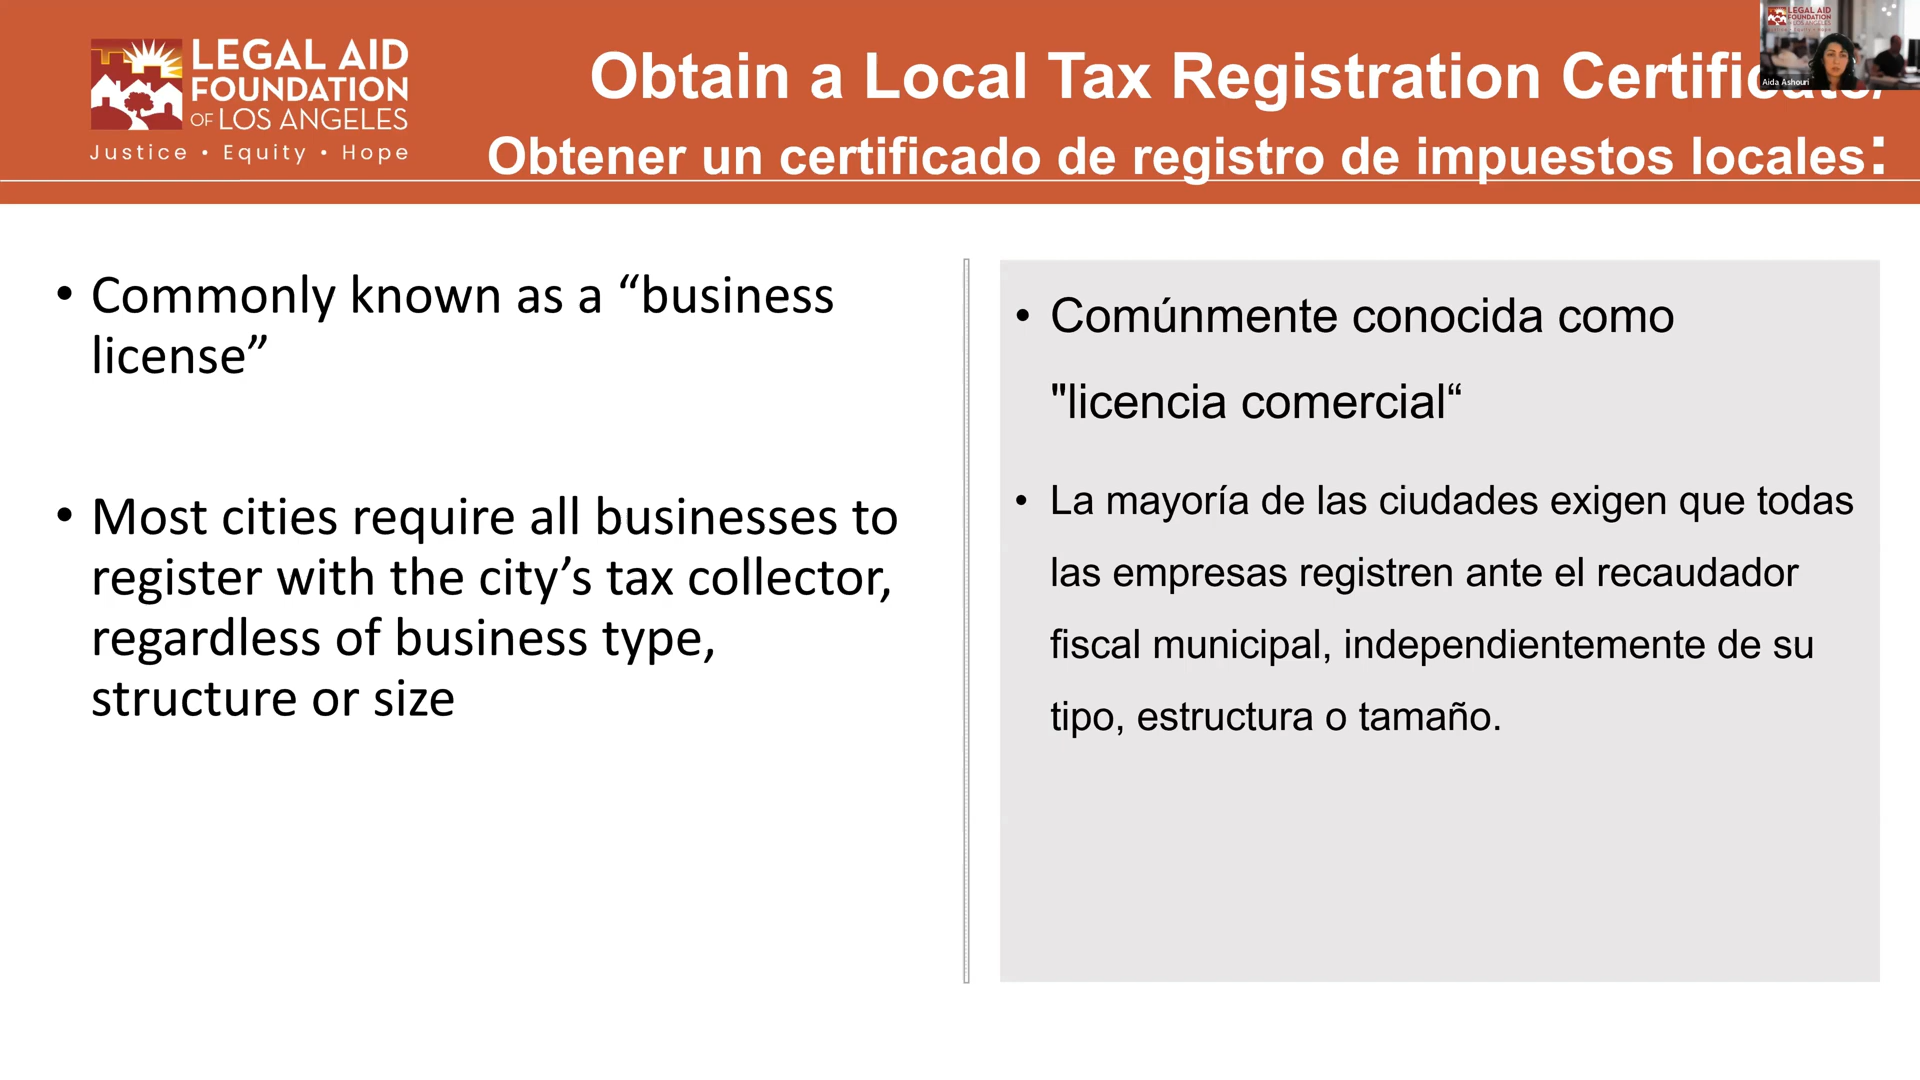 LEGAL AID
FOUNDATION
OF LOS ANGELES
Justice • Equity • Hope
Obtain a Local Tax Registration Certificate/
Obtener un certificado de registro de impuestos locales:
LEGAL AID
FOUNDATION
Aida Ashouri
• Commonly known as a “business
license”
• Most cities require all businesses to
register with the city’s tax collector,
regardless of business type,
structure or size
• Comúnmente conocida como
"licencia comercial“
• La mayoría de las ciudades exigen que todas
las empresas registren ante el recaudador
fiscal municipal, independientemente de su
tipo, estructura o tamaño.